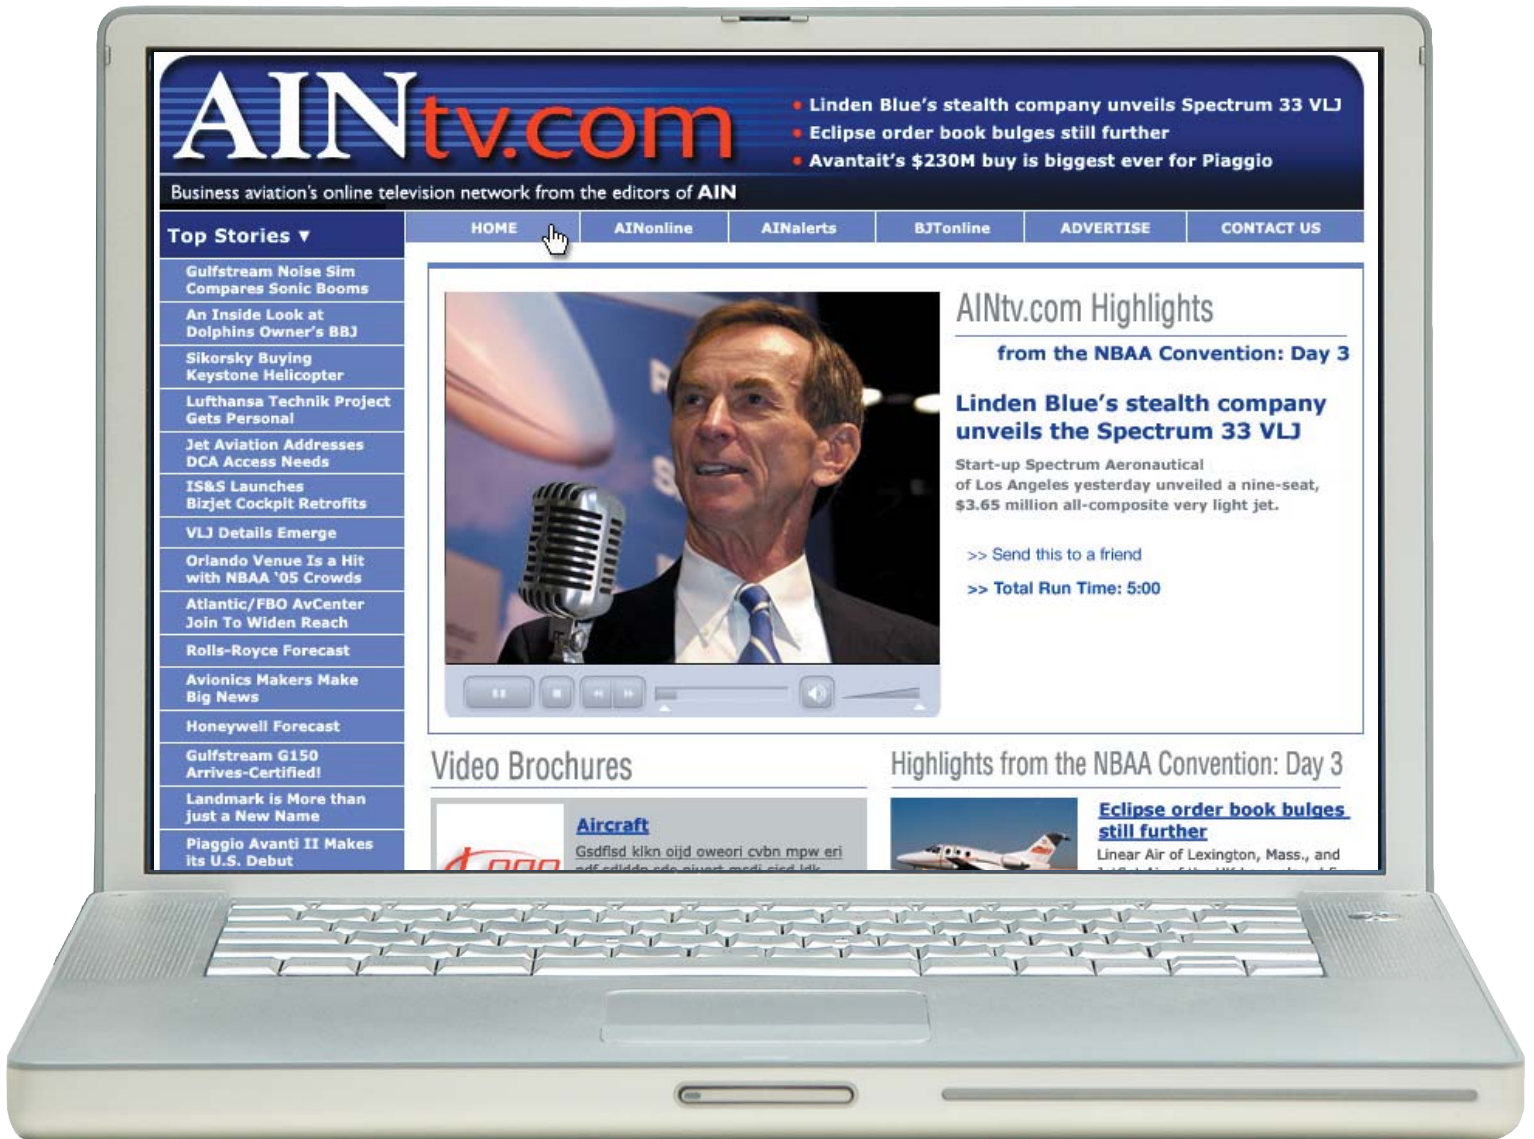 AINtv.com
• Linden Blue's stealth company unveils Spectrum 33 VLJ
• Eclipse order book bulges still further
• Avantait's $230M buy is biggest ever for Piaggio
Business aviation's online television network from the editors of AIN
Top Stories ▼
HOME
AINonline
AINalerts
BJTonline
ADVERTISE
CONTACT US
Gulfstream Noise Sim
Compares Sonic Booms
An Inside Look at
Dolphins Owner's BBJ
Sikorsky Buying
Keystone Helicopter
Lufthansa Technik Project
Gets Personal
Jet Aviation Addresses
DCA Access Needs
IS&S Launches
Bizjet Cockpit Retrofits
VLJ Details Emerge
Orlando Venue Is a Hit
with NBAA '05 Crowds
Atlantic/FBO AvCenter
Join To Widen Reach
Rolls-Royce Forecast
Avionics Makers Make
Big News
Honeywell Forecast
Gulfstream G150
Arrives-Certified!
Landmark is More than
just a New Name
Piaggio Avanti II Makes
its U.S. Debut
AINtv.com Highlights
from the NBAA Convention: Day 3
Linden Blue's stealth company
unveils the Spectrum 33 VLJ
Start-up Spectrum Aeronautical
of Los Angeles yesterday unveiled a nine-seat,
$3.65 million all-composite very light jet.
>> Send this to a friend
>> Total Run Time: 5:00
Video Brochures
Aircraft
Gsdflsd klkn oijd oweori cvbn mpw eri
Highlights from the NBAA Convention: Day 3
Eclipse order book bulges
still further
Linear Air of Lexington, Mass., and